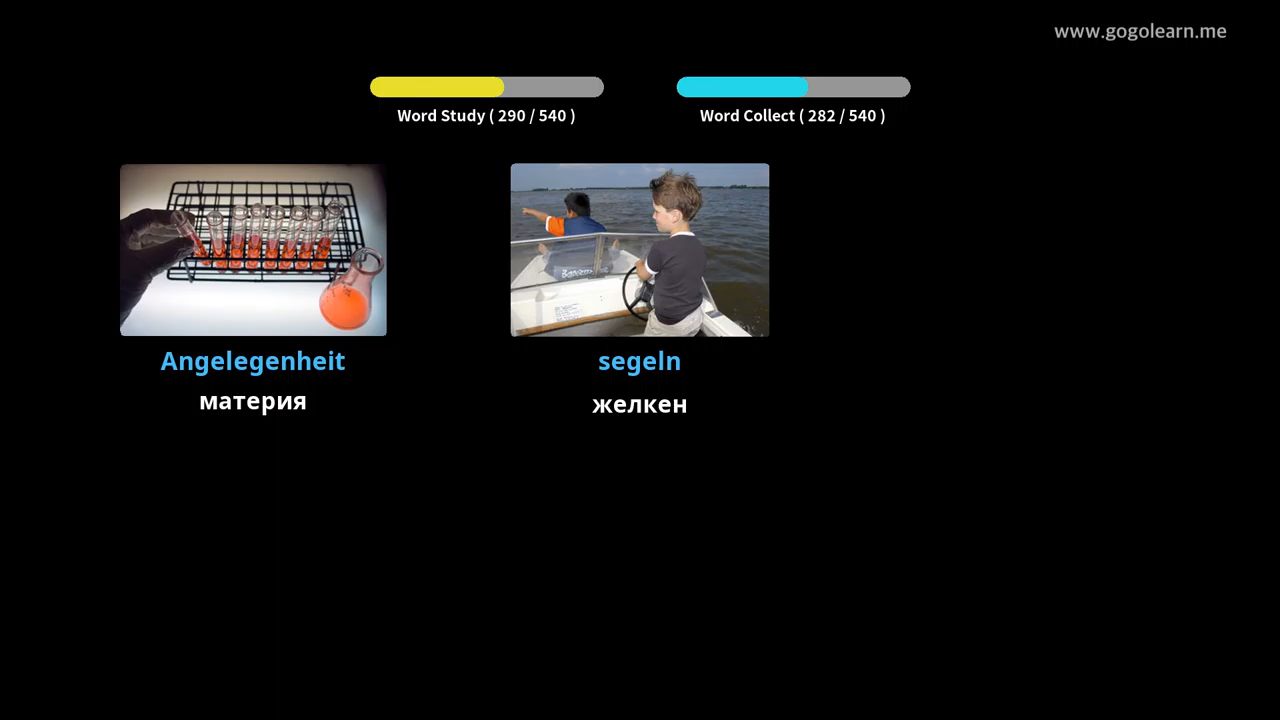 www.gogolearn.me
Word Study ( 290 / 540 )
Word Collect ( 282 / 540 )
Angelegenheit
материя
segeln
желкен